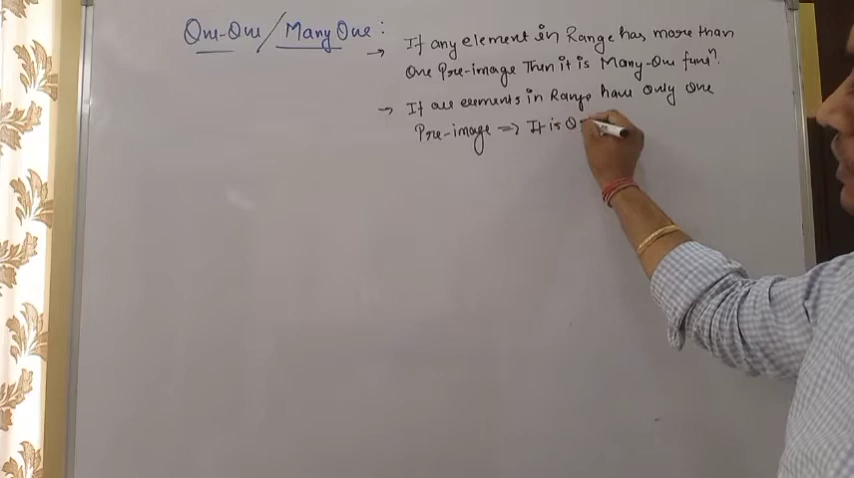 One-One / Many One :
→ If any element in Range has more than
One Pre-image Then it is Many-One funcⁿ.
→ If all elements in Range have only one
Pre-image => It is O